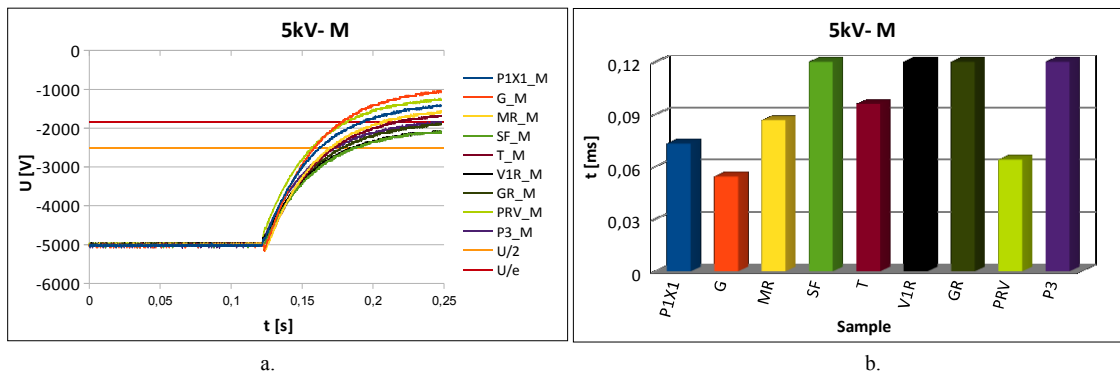 5kV- M
0
-1000
-2000
-3000
-4000
-5000
-6000
U [V]
0
0,05
0,1
0,15
0,2
0,25
t [s]
P1X1_M
G_M
MR_M
SF_M
T_M
V1R_M
GR_M
PRV_M
P3_M
U/2
U/e
a.
5kV- M
0,12
0,09
0,06
0,03
0
t [ms]
P1X1
G
MR
SF
T
V1R
GR
PRV
P3
Sample
b.